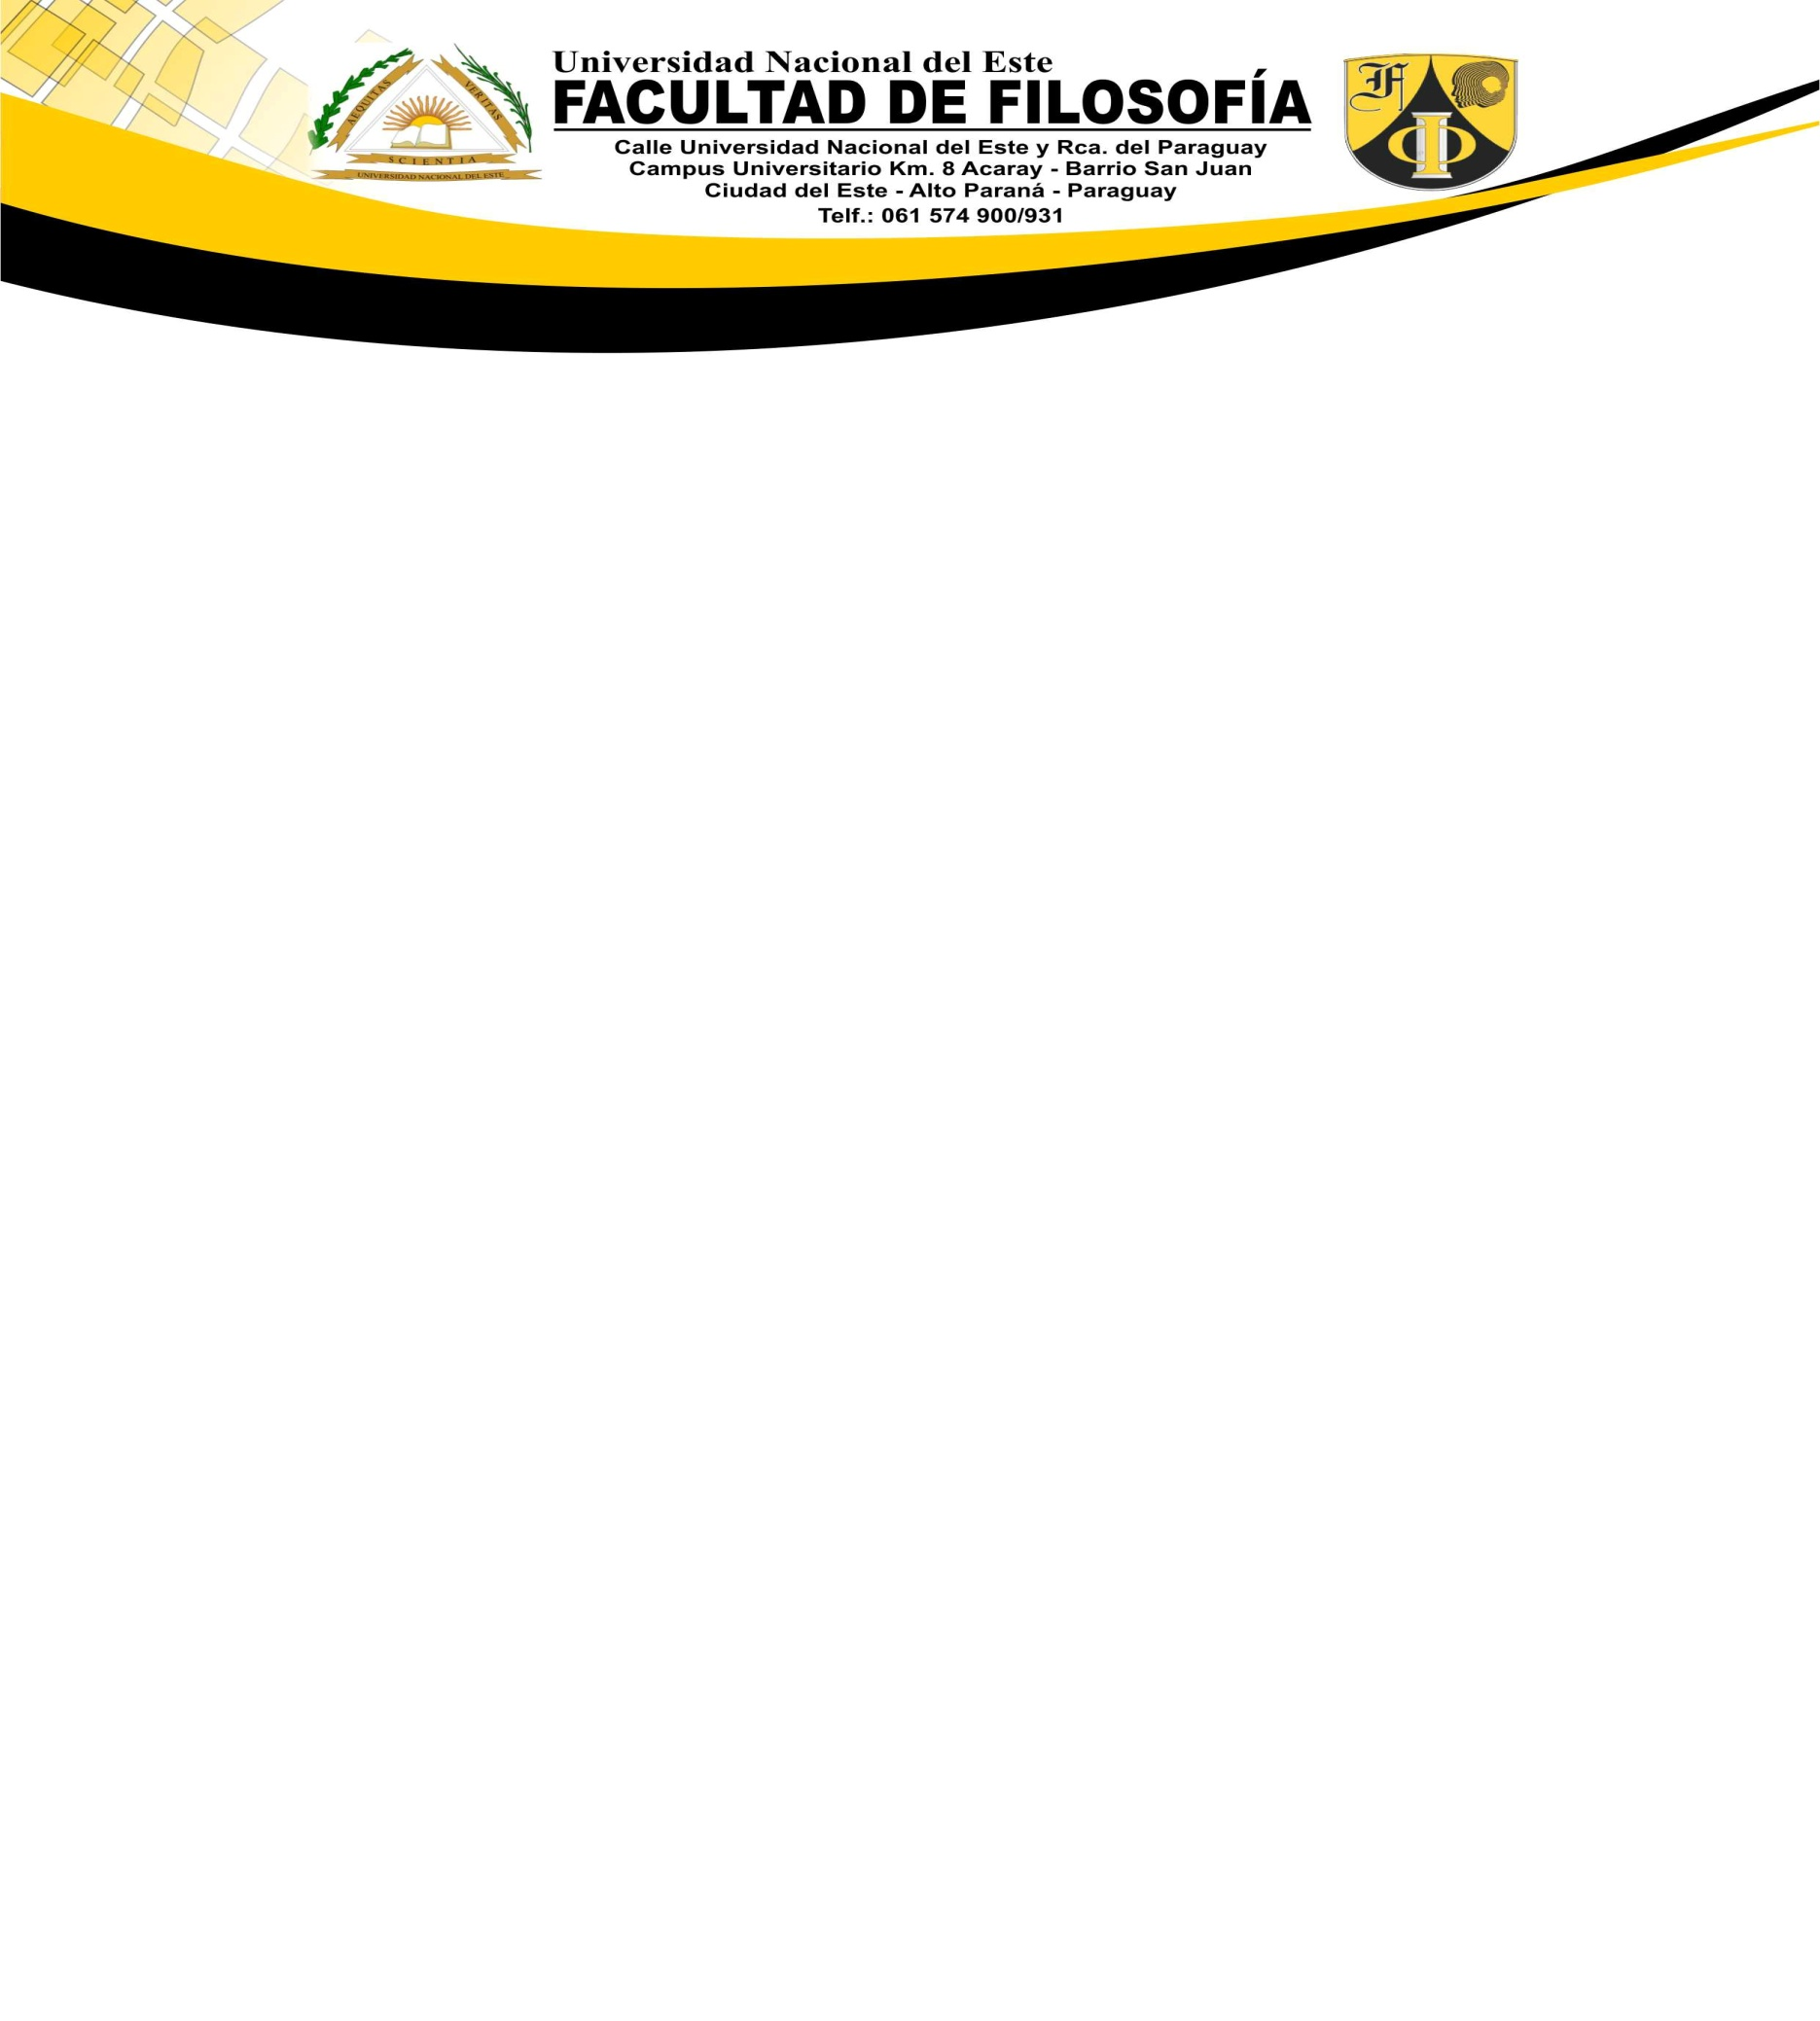 AEQUITAS
VERITAS
SCIENTIA
UNIVERSIDAD NACIONAL DEL ESTE
Universidad Nacional del Este
FACULTAD DE FILOSOFÍA
Calle Universidad Nacional del Este y Rca. del Paraguay
Campus Universitario Km. 8 Acaray - Barrio San Juan
Ciudad del Este - Alto Paraná - Paraguay
Telf.: 061 574 900/931